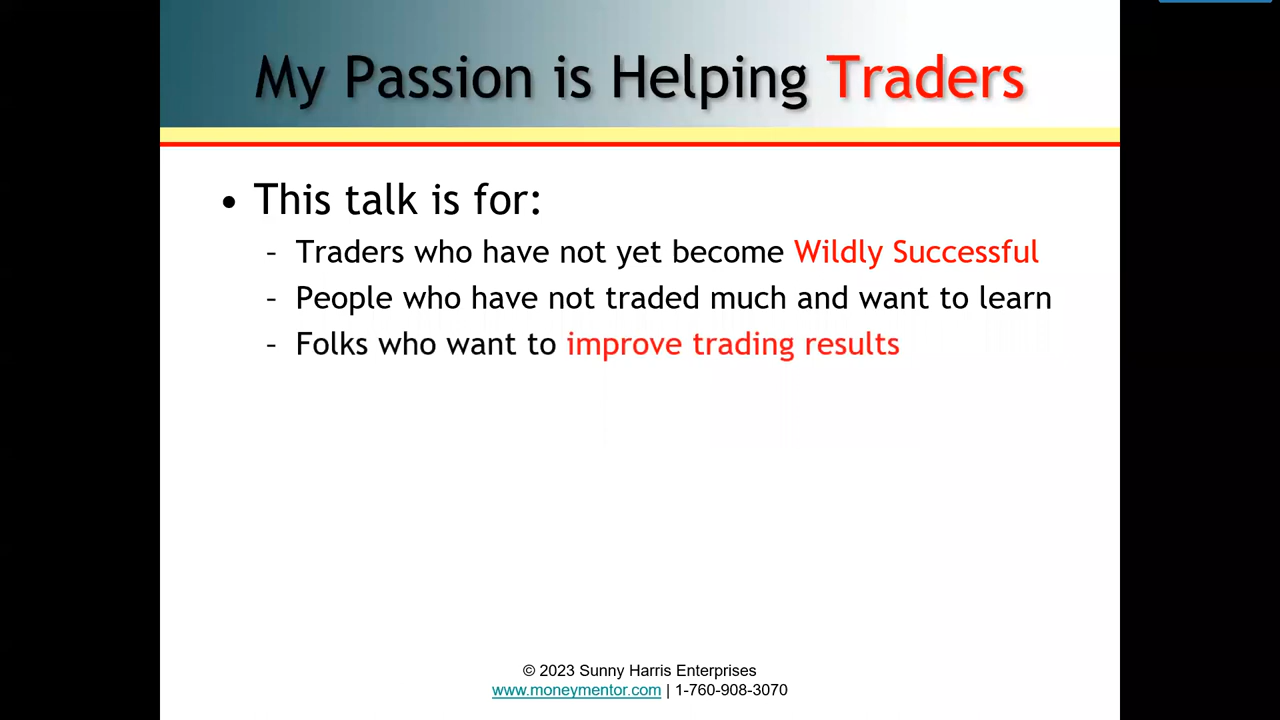 My Passion is Helping Traders
• This talk is for:
– Traders who have not yet become Wildly Successful
– People who have not traded much and want to learn
– Folks who want to improve trading results
© 2023 Sunny Harris Enterprises
www.moneymentor.com | 1-760-908-3070